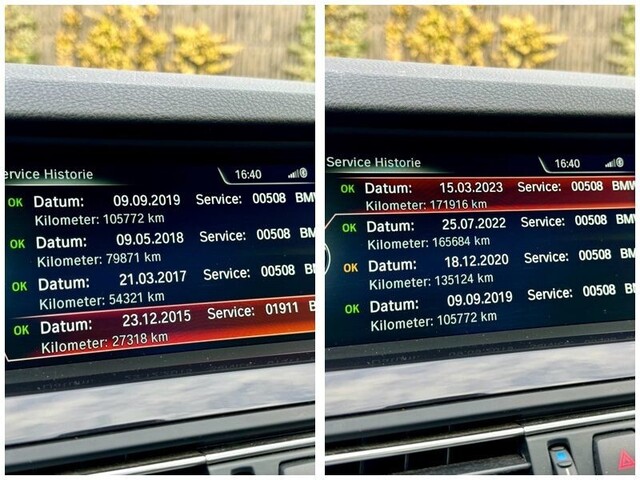 ervice Historie
16:40
OK Datum: 09.09.2019 Service: 00508 BMW
Kilometer: 105772 km
OK Datum: 09.05.2018 Service: 00508 BM
Kilometer: 79871 km
OK Datum: 21.03.2017 Service: 00508 BM
Kilometer: 54321 km
OK Datum: 23.12.2015 Service: 01911 B
Kilometer: 27318 km
Service Historie
16:40
OK Datum: 15.03.2023 Service: 00508 BMW
Kilometer: 171916 km
OK Datum: 25.07.2022 Service: 00508 BMW
Kilometer: 165684 km
OK Datum: 18.12.2020 Service: 00508 BM
Kilometer: 135124 km
OK Datum: 09.09.2019 Service: 00508 BM
Kilometer: 105772 km